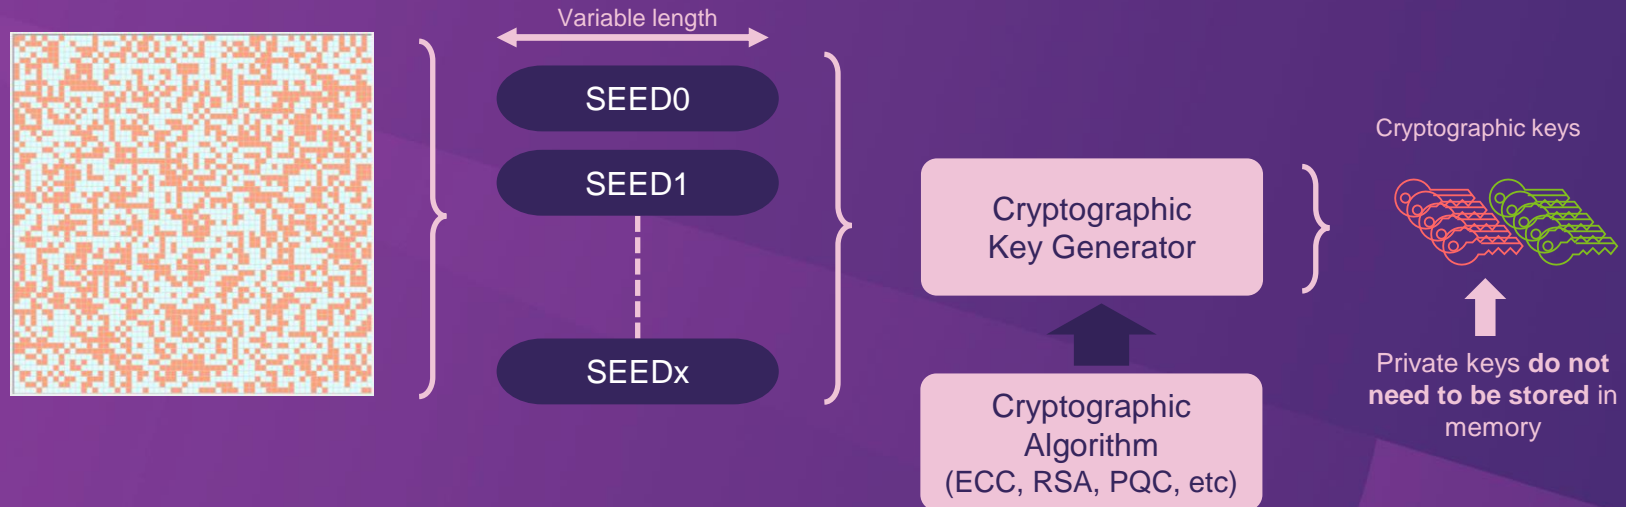 Variable length
SEED0
SEED1
SEEDx
Cryptographic
Key Generator
Cryptographic
Algorithm
(ECC, RSA, PQC, etc)
Cryptographic keys
Private keys do not
need to be stored in
memory